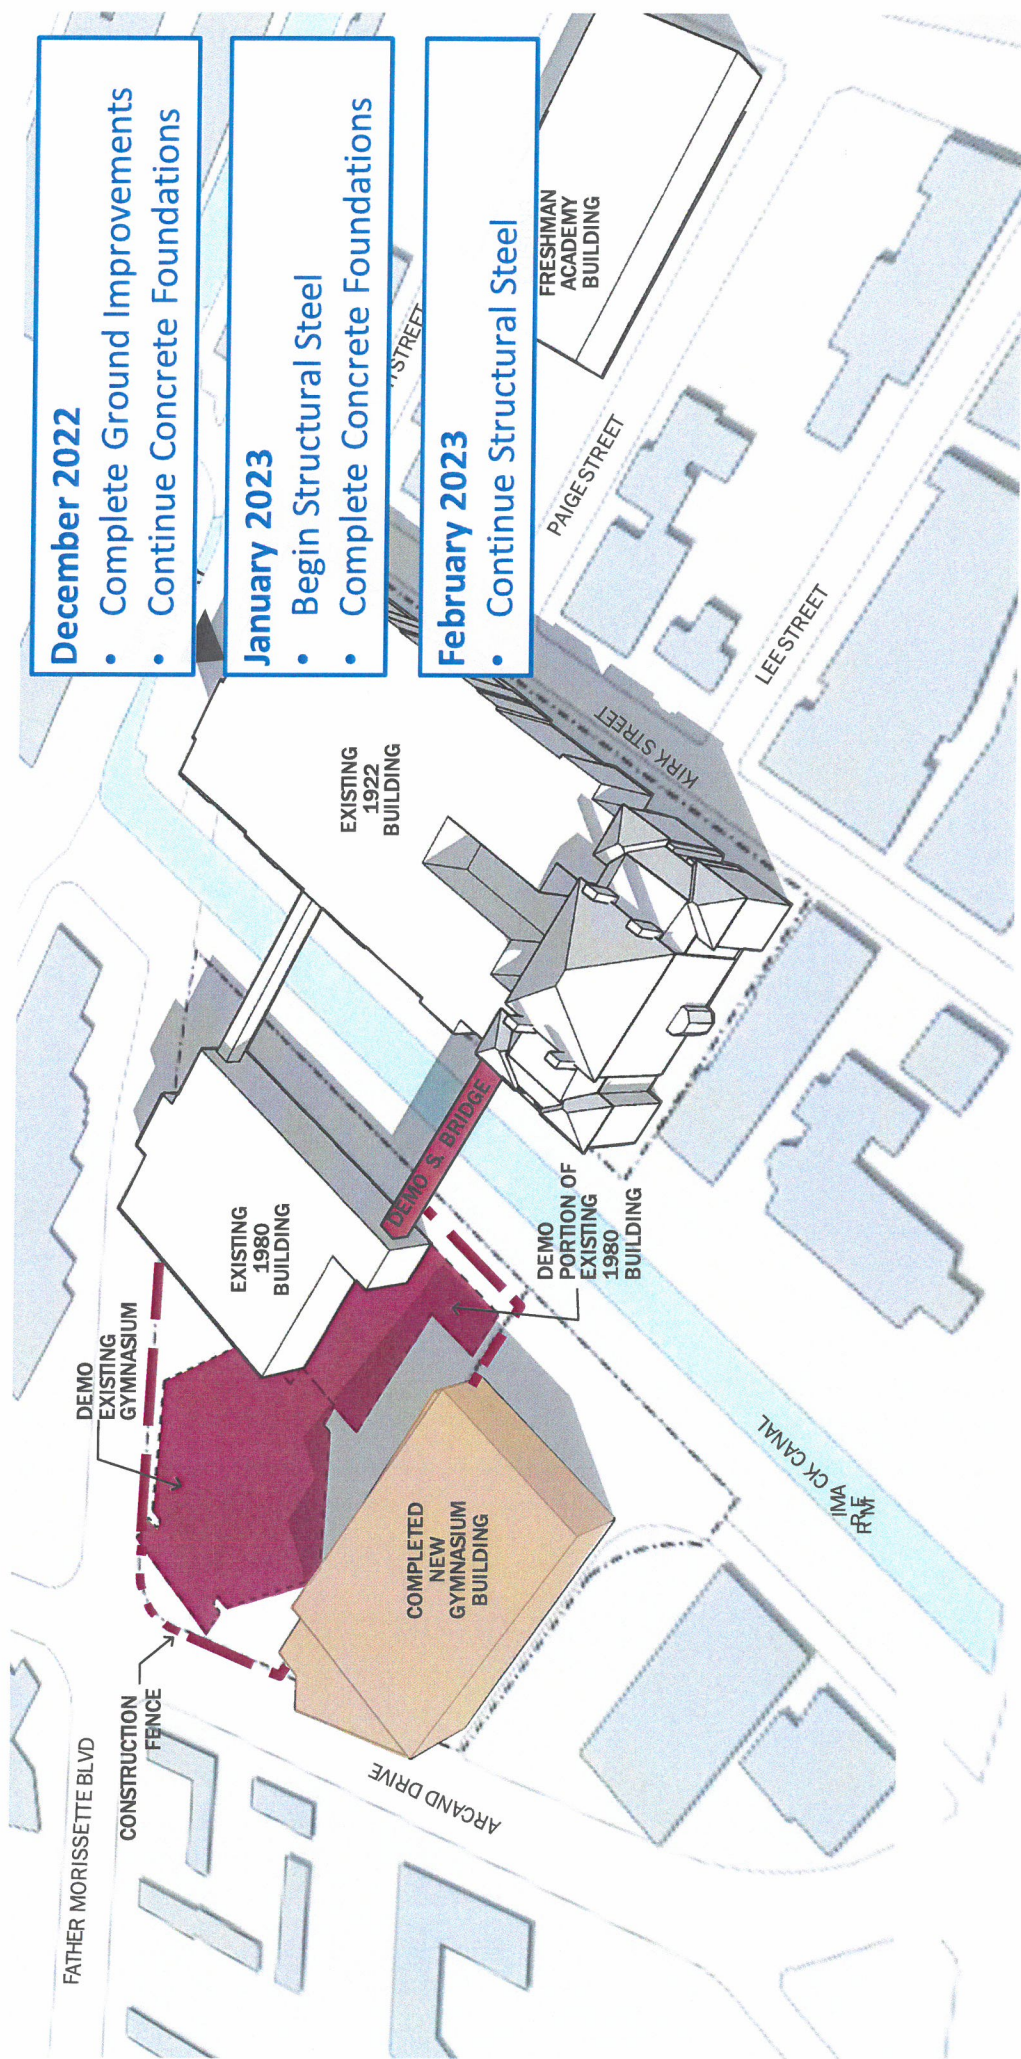 December 2022
• Complete Ground Improvements
• Continue Concrete Foundations
January 2023
• Begin Structural Steel
• Complete Concrete Foundations
February 2023
• Continue Structural Steel
FATHER MORISSETTE BLVD
CONSTRUCTION
FENCE
DEMO
EXISTING
GYMNASIUM
EXISTING
1980
BUILDING
EXISTING
1922
BUILDING
FRESHMAN
ACADEMY
BUILDING
STREET
PAIGE STREET
LEE STREET
KIRK STREET
DEMO S. BRIDGE
DEMO
PORTION OF
EXISTING
1980
BUILDING
COMPLETED
NEW
GYMNASIUM
BUILDING
ARCAND DRIVE
CK CANAL